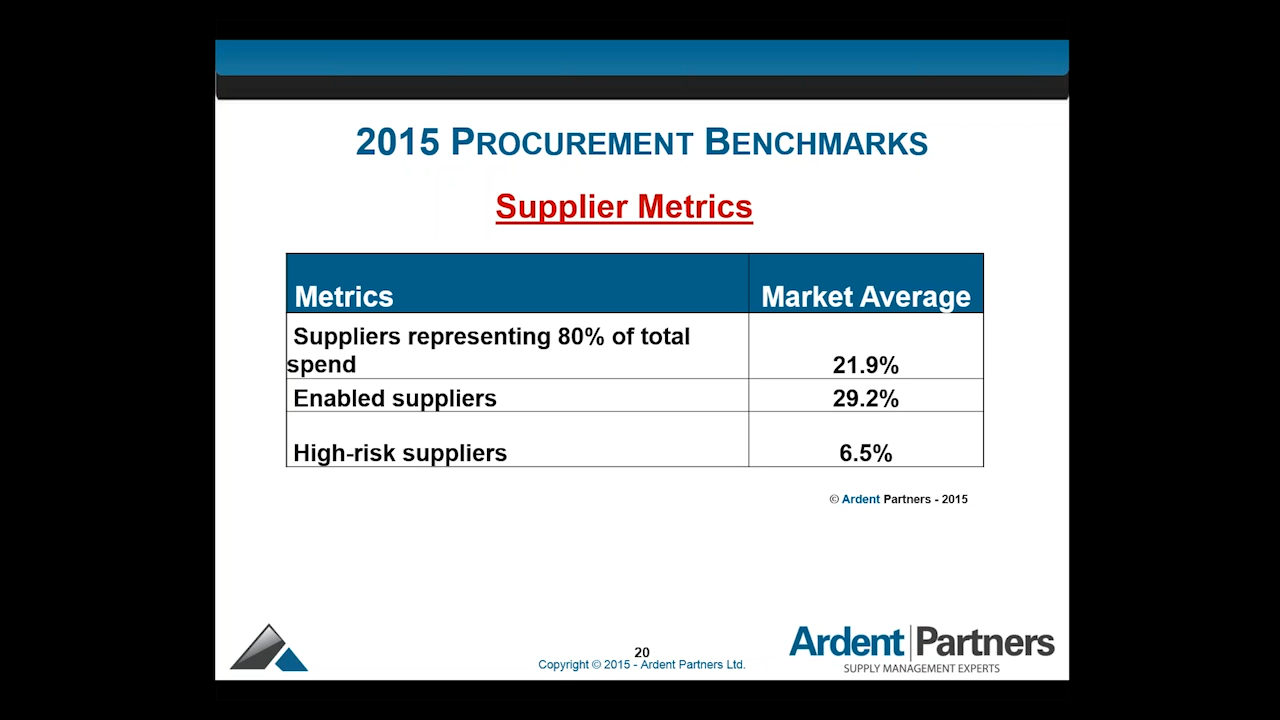 2015 PROCUREMENT BENCHMARKS
Supplier Metrics
Metrics Market Average
Suppliers representing 80% of total
spend 21.9%
Enabled suppliers 29.2%
High-risk suppliers 6.5%
© Ardent Partners - 2015
20
Copyright © 2015 - Ardent Partners Ltd.
Ardent Partners
SUPPLY MANAGEMENT EXPERTS